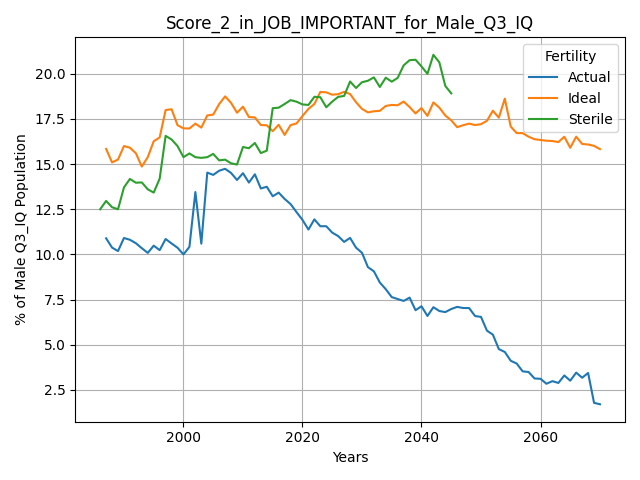 Score_2_in_JOB_IMPORTANT_for_Male_Q3_IQ
Fertility
Actual
Ideal
Sterile
% of Male Q3_IQ Population
20.0
17.5
15.0
12.5
10.0
7.5
5.0
2.5
2000 2020 2040 2060
Years